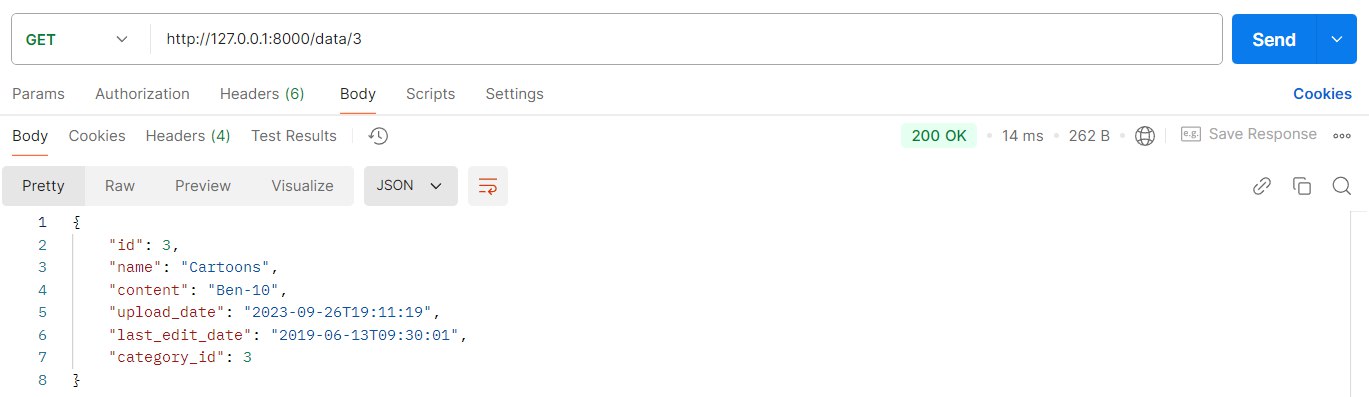 GET http://127.0.0.1:8000/data/3 Send
Params Authorization Headers (6) Body Scripts Settings Cookies
Body Cookies Headers (4) Test Results 200 OK • 14 ms • 262 B • e.g. Save Response
Pretty Raw Preview Visualize JSON
1 {
2 "id": 3,
3 "name": "Cartoons",
4 "content": "Ben-10",
5 "upload_date": "2023-09-26T19:11:19",
6 "last_edit_date": "2019-06-13T09:30:01",
7 "category_id": 3
8 }